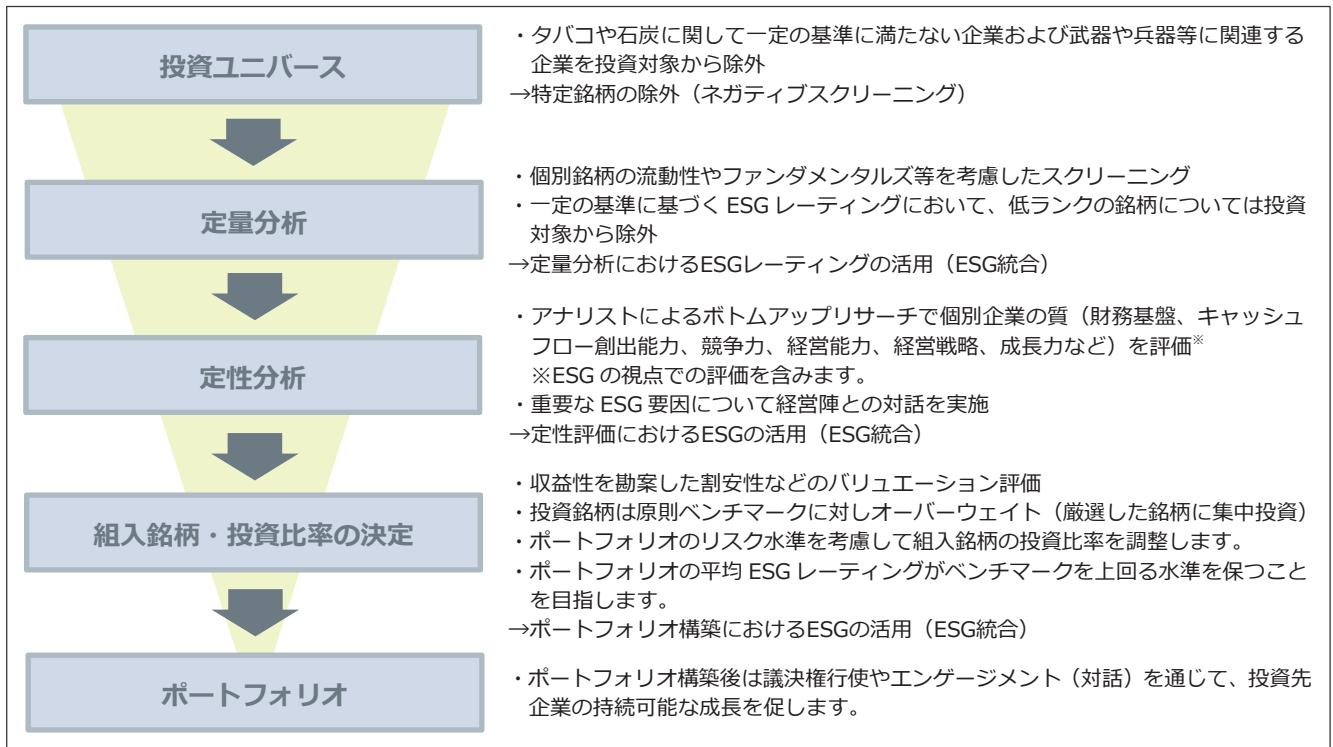 投資ユニバース
・タバコや石炭に関して一定の基準に満たない企業および武器や兵器等に関連する
企業を投資対象から除外
→特定銘柄の除外（ネガティブスクリーニング）
定量分析
・個別銘柄の流動性やファンダメンタルズ等を考慮したスクリーニング
・一定の基準に基づく ESG レーティングにおいて、低ランクの銘柄については投資
対象から除外
→定量分析におけるESGレーティングの活用（ESG統合）
定性分析
・アナリストによるボトムアップリサーチで個別企業の質（財務基盤、キャッシュ
フロー創出能力、競争力、経営能力、経営戦略、成長力など）を評価※
※ESG の視点での評価を含みます。
・重要な ESG 要因について経営陣との対話を実施
→定性評価におけるESGの活用（ESG統合）
組入銘柄・投資比率の決定
・収益性を勘案した割安性などのバリュエーション評価
・投資銘柄は原則ベンチマークに対しオーバーウェイト（厳選した銘柄に集中投資）
・ポートフォリオのリスク水準を考慮して組入銘柄の投資比率を調整します。
・ポートフォリオの平均 ESG レーティングがベンチマークを上回る水準を保つこと
を目指します。
→ポートフォリオ構築におけるESGの活用（ESG統合）
ポートフォリオ
・ポートフォリオ構築後は議決権行使やエンゲージメント（対話）を通じて、投資先
企業の持続可能な成長を促します。